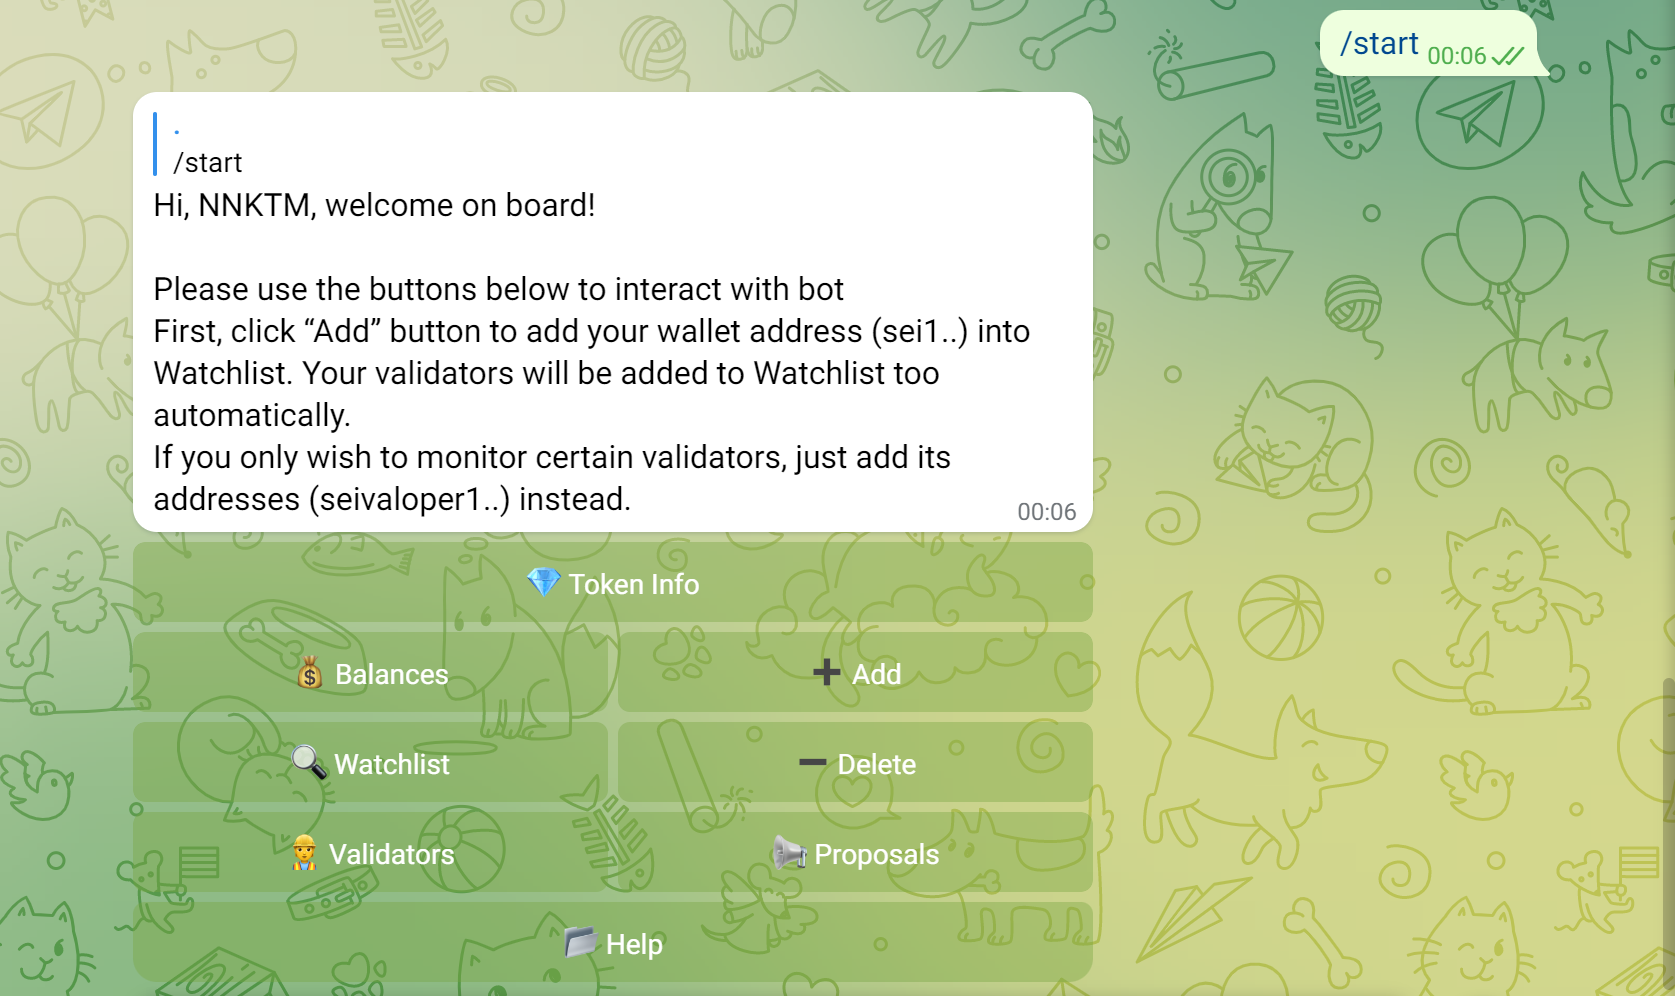 /start 00:06
.
/start
Hi, NNKTM, welcome on board!
Please use the buttons below to interact with bot
First, click “Add” button to add your wallet address (sei1..) into
Watchlist. Your validators will be added to Watchlist too
automatically.
If you only wish to monitor certain validators, just add its
addresses (seivaloper1..) instead.
00:06
💎 Token Info
💰 Balances
➕ Add
🔍 Watchlist
➖ Delete
👷 Validators
📢 Proposals
📁 Help